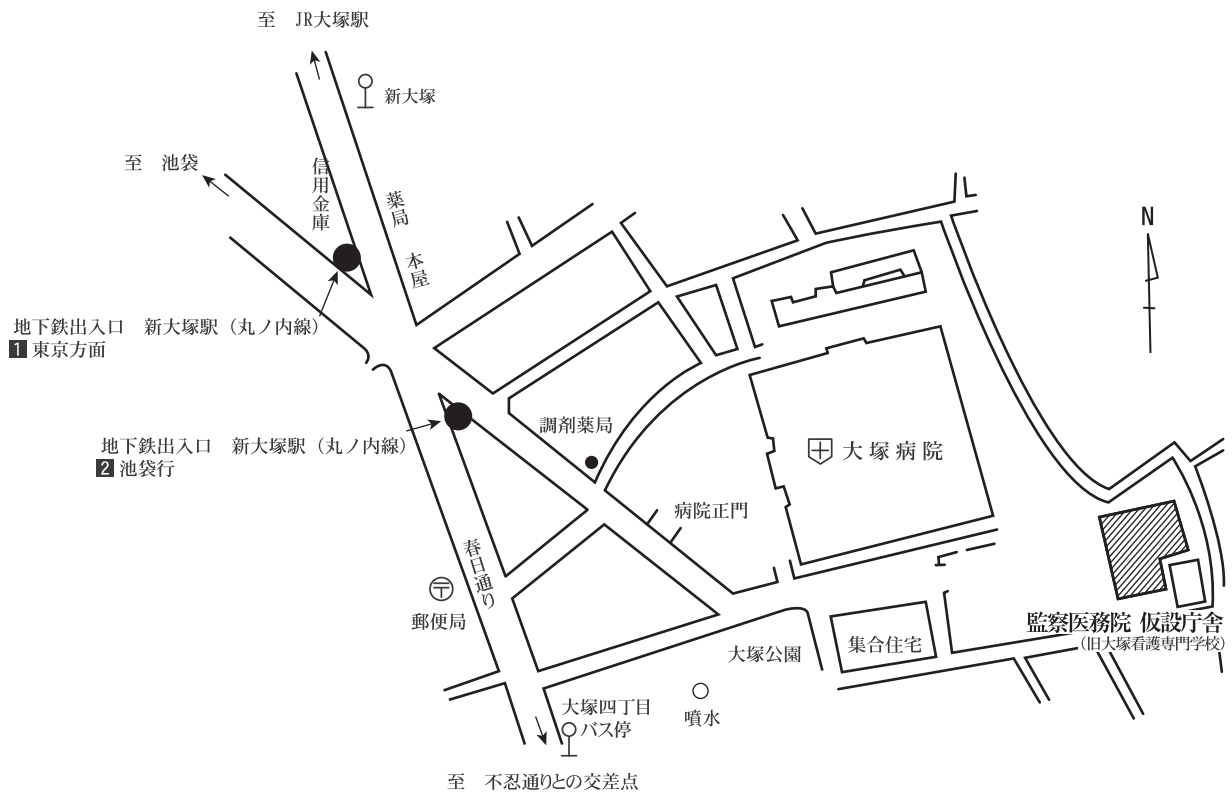 至　JR大塚駅
新大塚
至　池袋
信用金庫
薬局
本屋
N
地下鉄出入口　新大塚駅（丸ノ内線）
1 東京方面
地下鉄出入口　新大塚駅（丸ノ内線）
2 池袋行
調剤薬局
大塚病院
病院正門
春日通り
郵便局
監察医務院 仮設庁舎
（旧大塚看護専門学校）
集合住宅
大塚公園
大塚四丁目
バス停
噴水
至　不忍通りとの交差点